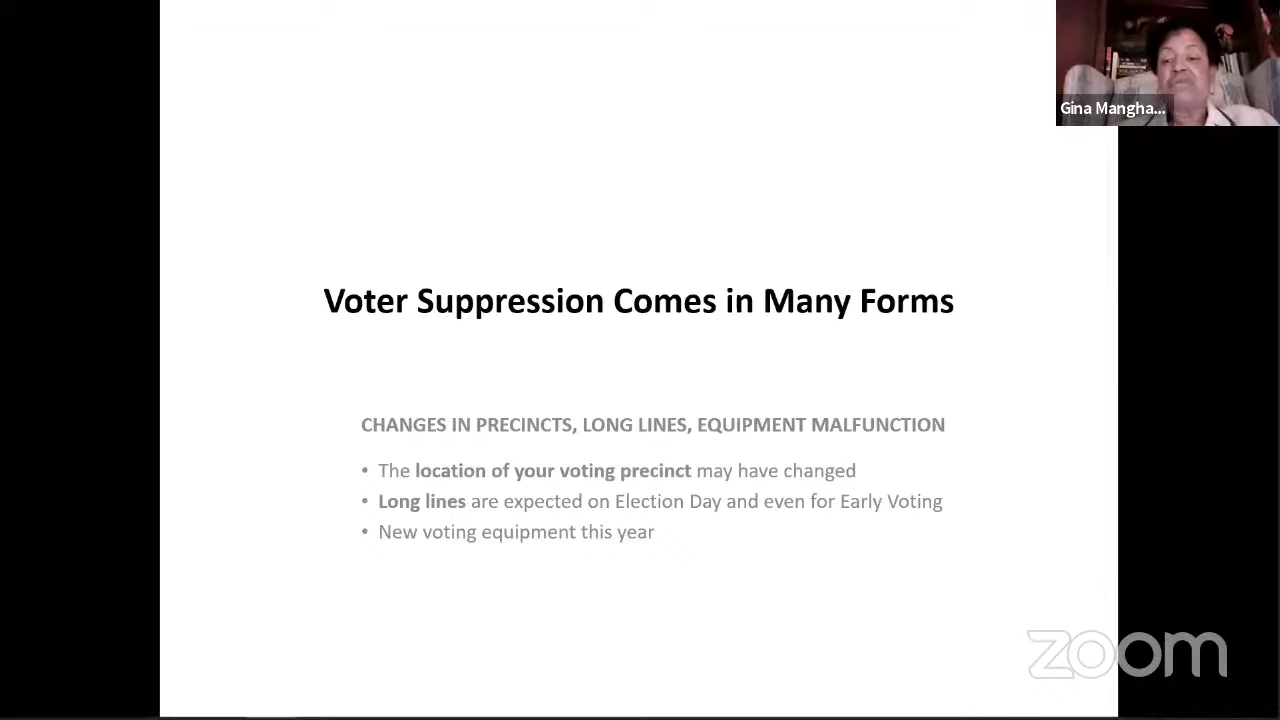 Gina Mangha...
Voter Suppression Comes in Many Forms
CHANGES IN PRECINCTS, LONG LINES, EQUIPMENT MALFUNCTION
• The location of your voting precinct may have changed
• Long lines are expected on Election Day and even for Early Voting
• New voting equipment this year
zoom